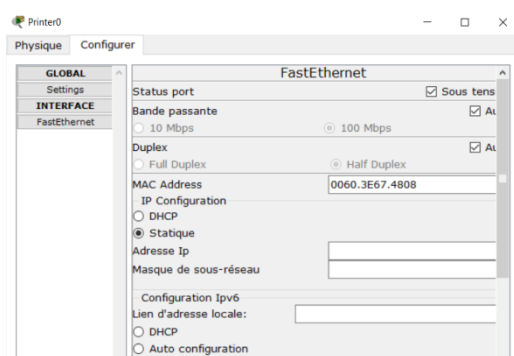 Printer0
Physique Configurer
GLOBAL
Settings
INTERFACE
FastEthernet
FastEthernet
Status port Sous tens
Bande passante Au
10 Mbps 100 Mbps
Duplex Au
Full Duplex Half Duplex
MAC Address 0060.3E67.4808
IP Configuration
DHCP
Statique
Adresse Ip
Masque de sous-réseau
Configuration Ipv6
Lien d'adresse locale:
DHCP
Auto configuration